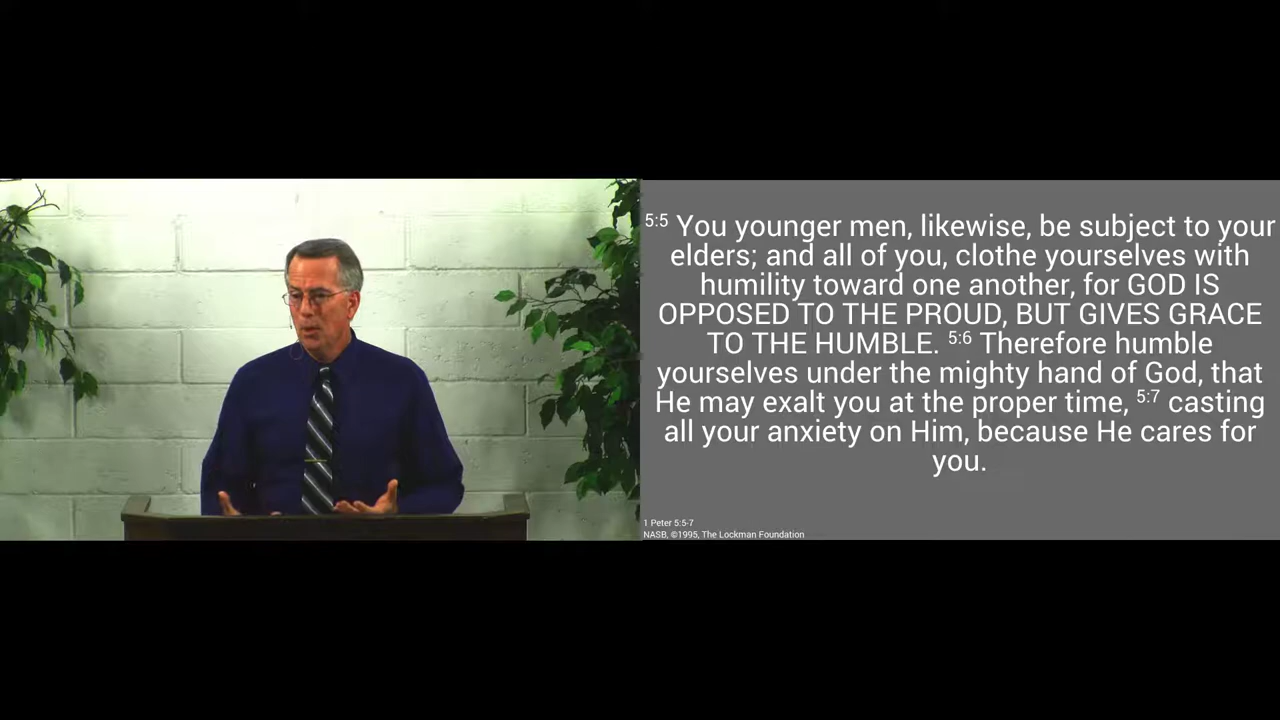 5:5 You younger men, likewise, be subject to your
elders; and all of you, clothe yourselves with
humility toward one another, for GOD IS
OPPOSED TO THE PROUD, BUT GIVES GRACE
TO THE HUMBLE. 5:6 Therefore humble
yourselves under the mighty hand of God, that
He may exalt you at the proper time, 5:7 casting
all your anxiety on Him, because He cares for
you.
1 Peter 5:5-7
NASB, ©1995, The Lockman Foundation